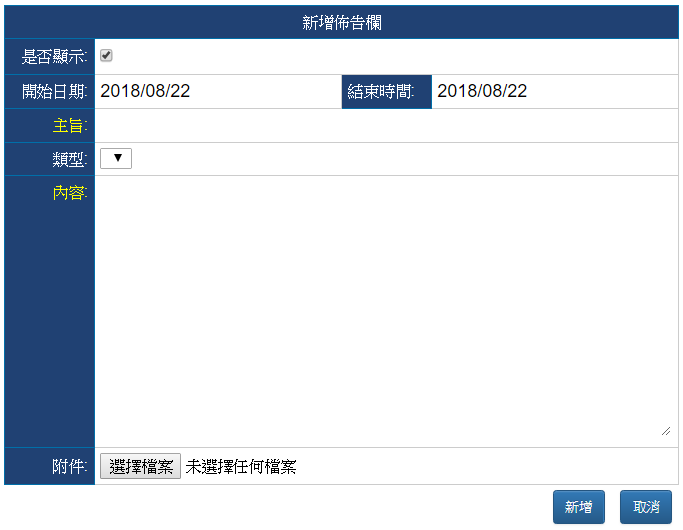 新增佈告欄
是否顯示:
開始日期: 2018/08/22 結束時間: 2018/08/22
主旨:
類型:
內容:
附件: 選擇檔案 未選擇任何檔案
新增 取消